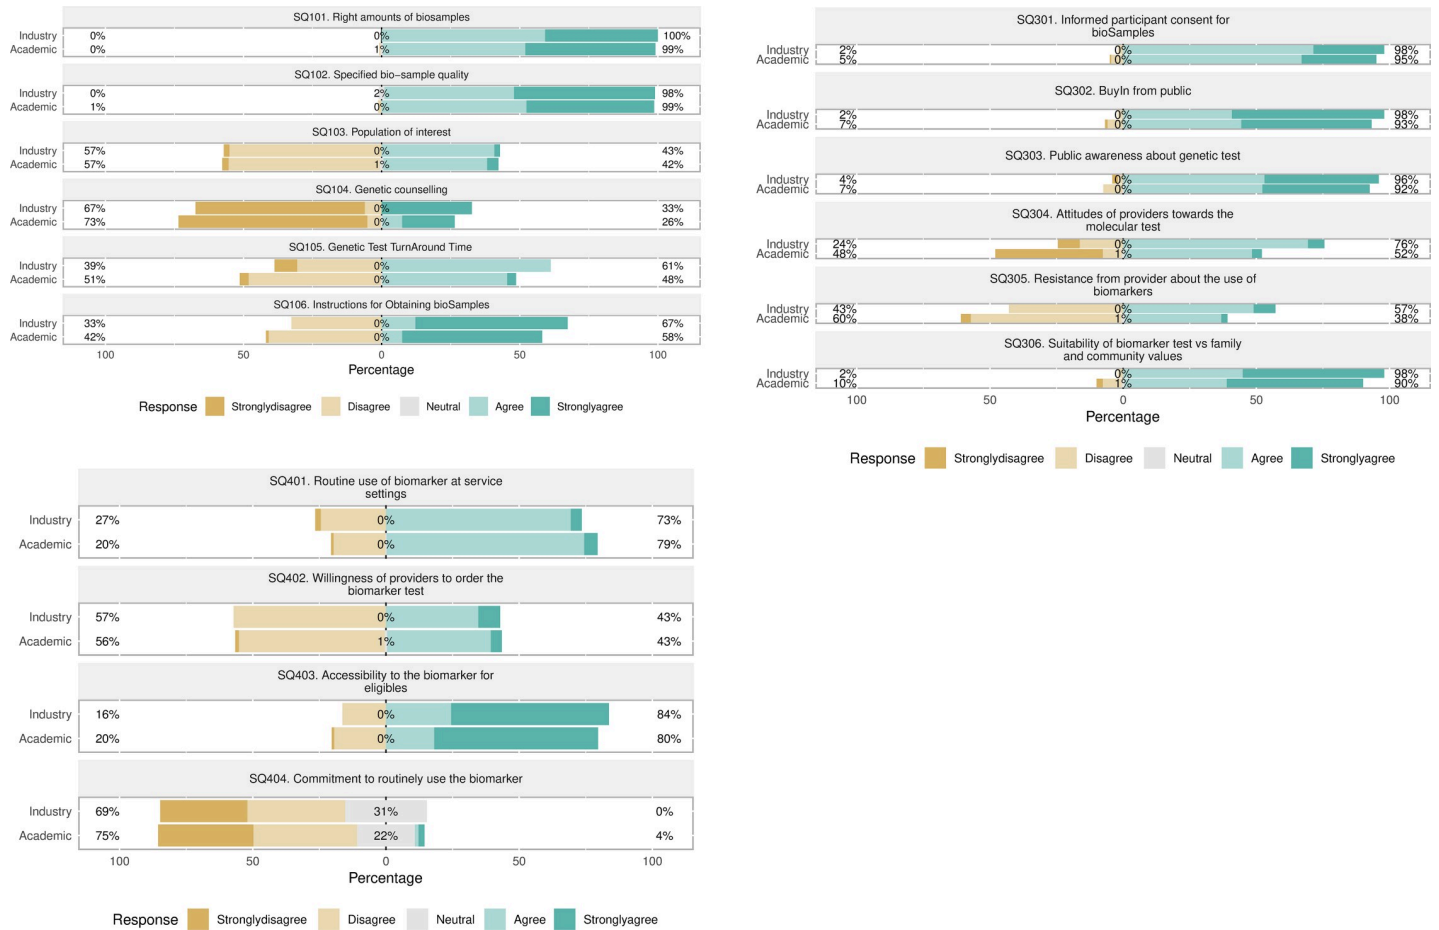 SQ101. Right amounts of biosamples
Industry 0% 0% 100%
Academic 0% 1% 99%
SQ102. Specified bio−sample quality
Industry 0% 2% 98%
Academic 1% 0% 99%
SQ103. Population of interest
Industry 57% 0% 43%
Academic 57% 1% 42%
SQ104. Genetic counselling
Industry 67% 0% 33%
Academic 73% 0% 26%
SQ105. Genetic Test TurnAround Time
Industry 39% 0% 61%
Academic 51% 0% 48%
SQ106. Instructions for Obtaining bioSamples
Industry 33% 0% 67%
Academic 42% 0% 58%
100 50 0 50 100
Percentage
Response Stronglydisagree Disagree Neutral Agree Stronglyagree
SQ301. Informed participant consent for
bioSamples
Industry 2% 0% 98%
Academic 5% 0% 95%
SQ302. BuyIn from public
Industry 2% 0% 98%
Academic 7% 0% 93%
SQ303. Public awareness about genetic test
Industry 4% 0% 96%
Academic 7% 0% 92%
SQ304. Attitudes of providers towards the
molecular test
Industry 24% 0% 76%
Academic 48% 1% 52%
SQ305. Resistance from provider about the use of
biomarkers
Industry 43% 0% 57%
Academic 60% 1% 38%
SQ306. Suitability of biomarker test vs family
and community values
Industry 2% 0% 98%
Academic 10% 1% 90%
100 50 0 50 100
Percentage
Response Stronglydisagree Disagree Neutral Agree Stronglyagree
SQ401. Routine use of biomarker at service
settings
Industry 27% 0% 73%
Academic 20% 0% 79%
SQ402. Willingness of providers to order the
biomarker test
Industry 57% 0% 43%
Academic 56% 1% 43%
SQ403. Accessibility to the biomarker for
eligibles
Industry 16% 0% 84%
Academic 20% 0% 80%
SQ404. Commitment to routinely use the biomarker
Industry 69% 31% 0%
Academic 75% 22% 4%
100 50 0 50 100
Percentage
Response Stronglydisagree Disagree Neutral Agree Stronglyagree